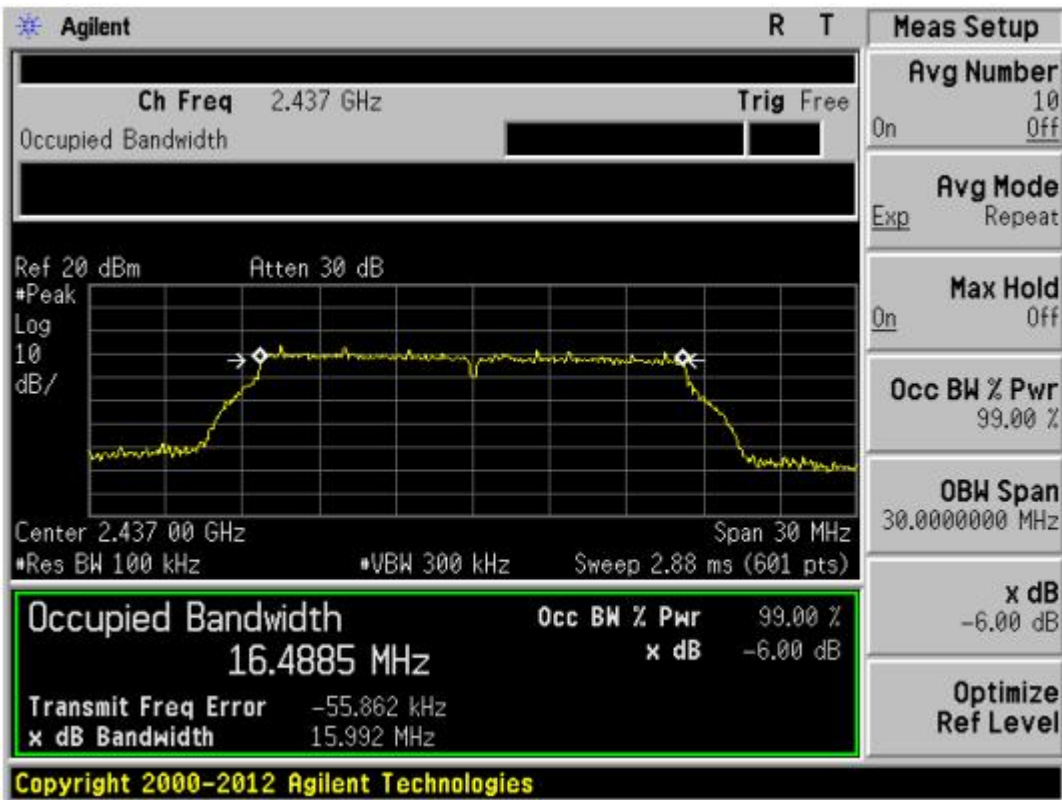 Agilent R T
Ch Freq 2.437 GHz Trig Free
Occupied Bandwidth
Ref 20 dBm Atten 30 dB
#Peak
Log
10
dB/
Center 2.437 00 GHz Span 30 MHz
#Res BW 100 kHz #VBW 300 kHz Sweep 2.88 ms (601 pts)
Occupied Bandwidth Occ BW % Pwr 99.00 %
16.4885 MHz x dB -6.00 dB
Transmit Freq Error -55.862 kHz
x dB Bandwidth 15.992 MHz
Copyright 2000-2012 Agilent Technologies
Meas Setup
Avg Number
10
On Off
Avg Mode
Exp Repeat
Max Hold
On Off
Occ BW % Pwr
99.00 %
OBW Span
30.0000000 MHz
x dB
-6.00 dB
Optimize
Ref Level